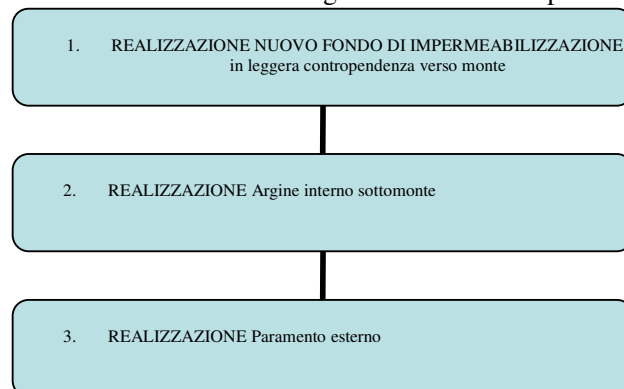 1. REALIZZAZIONE NUOVO FONDO DI IMPERMEABILIZZAZIONE
in leggera contropendenza verso monte
2. REALIZZAZIONE Argine interno sottomonte
3. REALIZZAZIONE Paramento esterno